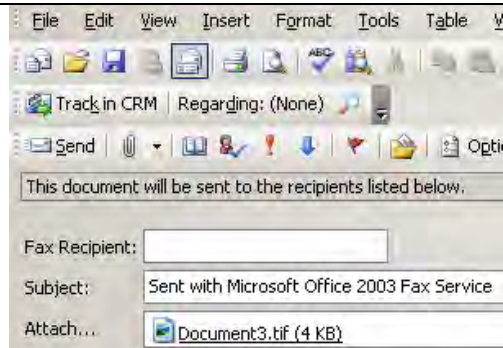 File Edit View Insert Format Tools Table
ABC
Track in CRM Regarding: (None)
Send
This document will be sent to the recipients listed below.
Fax Recipient:
Subject: Sent with Microsoft Office 2003 Fax Service
Attach... Document3.tif (4 KB)